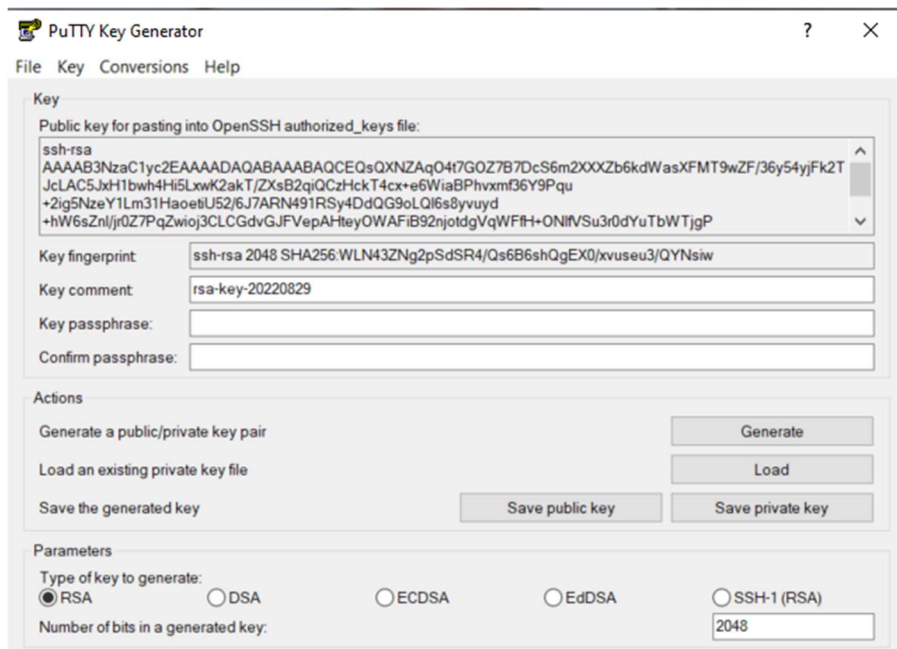 PuTTY Key Generator
File Key Conversions Help
Key
Public key for pasting into OpenSSH authorized_keys file:
ssh-rsa
AAAAB3NzaC1yc2EAAAADAQABAAABAQCEQsQXNZAqO4t7GOZ7B7DcS6m2XXXZb6kdWasXFMT9wZF/36y54vjFk2T
JcLAC5JxH1bwh4Hi5LxwK2akT/ZXsB2qiQCzHckT4cx+e6WiaBPhvxmf36Y9Pqu
+2ig5NzeY1Lm31HaoetiU52/6J7ARN491RSy4DdQG9oLQl6s8yvuyd
+hW6sZnl/jr0Z7PqZwioj3CLCGdvGJFVepAHteyOWAFiB92njotdgVqWFfH+ONlfVSu3r0dYuTbWTjgP
Key fingerprint: ssh-rsa 2048 SHA256:WLN43ZNg2pSdSR4/Qs6B6shQgEX0/xvuseu3/QYNsiw
Key comment: rsa-key-20220829
Key passphrase:
Confirm passphrase:
Actions
Generate a public/private key pair Generate
Load an existing private key file Load
Save the generated key Save public key Save private key
Parameters
Type of key to generate:
RSA DSA ECDSA EdDSA SSH-1 (RSA)
Number of bits in a generated key: 2048